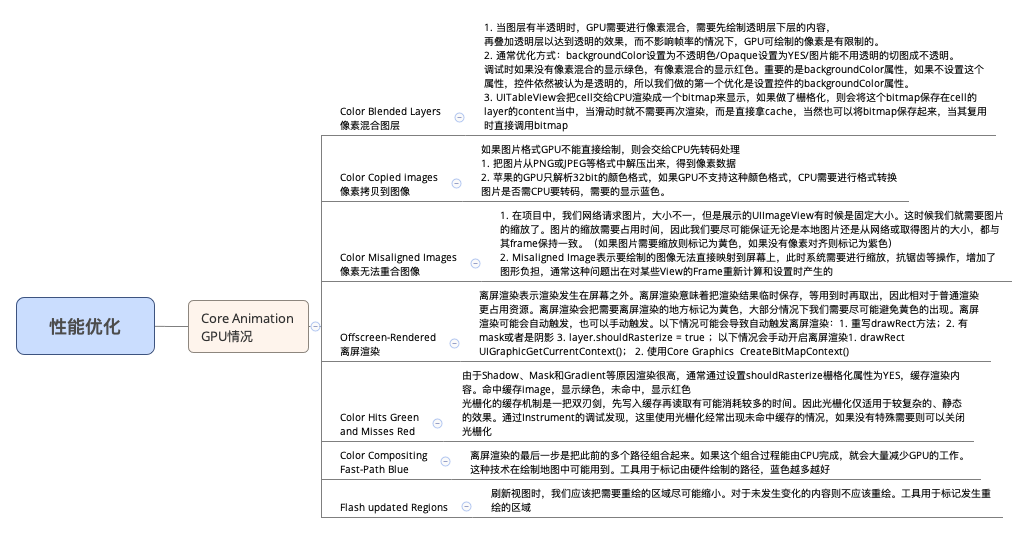 性能优化
Core Animation
GPU情况
Color Blended Layers
像素混合图层
1. 当图层有半透明时，GPU需要进行像素混合，需要先绘制透明层下层的内容，
再叠加透明层以达到透明的效果，而不影响帧率的情况下，GPU可绘制的像素是有限制的。
2. 通常优化方式：backgroundColor设置为不透明色/Opaque设置为YES/图片能不用透明的切图成不透明。
调试时如果没有像素混合的显示绿色，有像素混合的显示红色。重要的是backgroundColor属性，如果不设置这个
属性，控件依然被认为是透明的，所以我们做的第一个优化是设置控件的backgroundColor属性。
3. UITableView会把cell交给CPU渲染成一个bitmap来显示，如果做了栅格化，则会将这个bitmap保存在cell的
layer的content当中，当滑动时就不需要再次渲染，而是直接拿cache，当然也可以将bitmap保存起来，当其复用
时直接调用bitmap
Color Copied images
像素拷贝到图像
如果图片格式GPU不能直接绘制，则会交给CPU先转码处理
1. 把图片从PNG或JPEG等格式中解压出来，得到像素数据
2. 苹果的GPU只解析32bit的颜色格式，如果GPU不支持这种颜色格式，CPU需要进行格式转换
图片是否需CPU要转码，需要的显示蓝色。
Color Misaligned Images
像素无法重合图像
1. 在项目中，我们网络请求图片，大小不一，但是展示的UIImageView有时候是固定大小。这时候我们就需要图片
的缩放了。图片的缩放需要占用时间，因此我们要尽可能保证无论是本地图片还是从网络或取得图片的大小，都与
其frame保持一致。（如果图片需要缩放则标记为黄色，如果没有像素对齐则标记为紫色）
2. Misaligned Image表示要绘制的图像无法直接映射到屏幕上，此时系统需要进行缩放，抗锯齿等操作，增加了
图形负担，通常这种问题出在对某些View的Frame重新计算和设置时产生的
Offscreen-Rendered
离屏渲染
离屏渲染表示渲染发生在屏幕之外。离屏渲染意味着把渲染结果临时保存，等用到时再取出，因此相对于普通渲染
更占用资源。离屏渲染会把需要离屏渲染的地方标记为黄色，大部分情况下我们需要尽可能避免黄色的出现。离屏
渲染可能会自动触发，也可以手动触发。以下情况可能会导致自动触发离屏渲染：1. 重写drawRect方法；2. 有
mask或者是阴影 3. layer.shouldRasterize = true； 以下情况会手动开启离屏渲染1. drawRect
UIGraphicGetCurrentContext()； 2. 使用Core Graphics CreateBitMapContext()
Color Hits Green
and Misses Red
由于Shadow、Mask和Gradient等原因渲染很高，通常通过设置shouldRasterize栅格化属性为YES，缓存渲染内
容。命中缓存image，显示绿色，未命中，显示红色
光栅化的缓存机制是一把双刃剑，先写入缓存再读取有可能消耗较多的时间。因此光栅化仅适用于较复杂的、静态
的效果。通过Instrument的调试发现，这里使用光栅化经常出现未命中缓存的情况，如果没有特殊需要则可以关闭
光栅化
Color Compositing
Fast-Path Blue
离屏渲染的最后一步是把此前的多个路径组合起来。如果这个组合过程能由CPU完成，就会大量减少GPU的工作。
这种技术在绘制地图中可能用到。工具用于标记由硬件绘制的路径，蓝色越多越好
Flash updated Regions
刷新视图时，我们应该把需要重绘的区域尽可能缩小。对于未发生变化的内容则不应该重绘。工具用于标记发生重
绘的区域